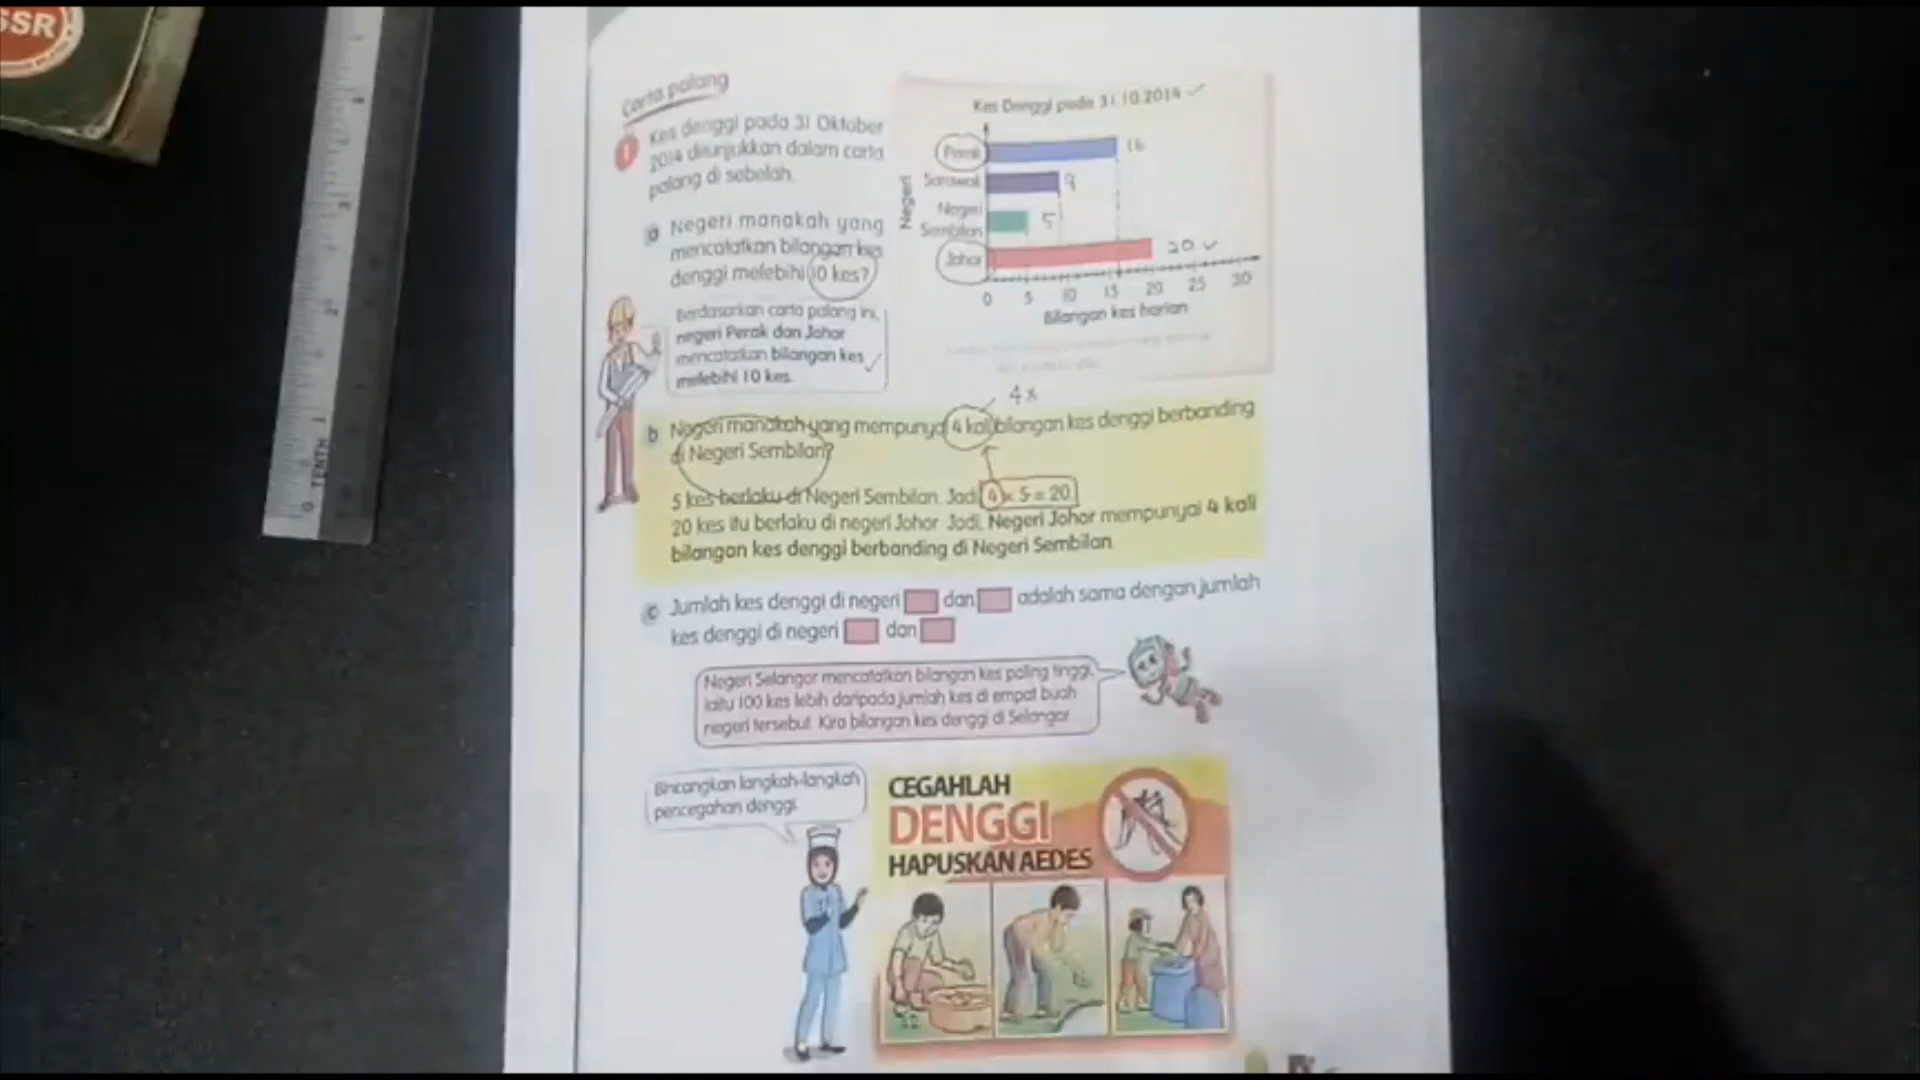 SSR
Carta palang
1 Kes denggi pada 31 Oktober
2014 ditunjukkan dalam carta
palang di sebelah.
a Negeri manakah yang
mencatatkan bilangan kes
denggi melebihi 10 kes?
Berdasarkan carta palang ini,
negeri Perak dan Johor
mencatatkan bilangan kes
melebihi 10 kes.
Kes Denggi pada 31.10.2014
Negeri
Perak 16
Sarawak 9
Negeri
Sembilan 5
Johor 20
0 5 10 15 20 25 30
Bilangan kes harian
4x
b Negeri manakah yang mempunyai 4 kali bilangan kes denggi berbanding
di Negeri Sembilan?
5 kes berlaku di Negeri Sembilan. Jadi 4 x 5 = 20
20 kes itu berlaku di negeri Johor. Jadi, Negeri Johor mempunyai 4 kali
bilangan kes denggi berbanding di Negeri Sembilan.
c Jumlah kes denggi di negeri dan adalah sama dengan jumlah
kes denggi di negeri dan
Negeri Selangor mencatatkan bilangan kes paling tinggi,
iaitu 100 kes lebih daripada jumlah kes di empat buah
negeri tersebut. Kira bilangan kes denggi di Selangor.
Bincangkan langkah-langkah
pencegahan denggi.
CEGAHLAH
DENGGI
HAPUSKAN AEDES
0 TENTH 1
2
3